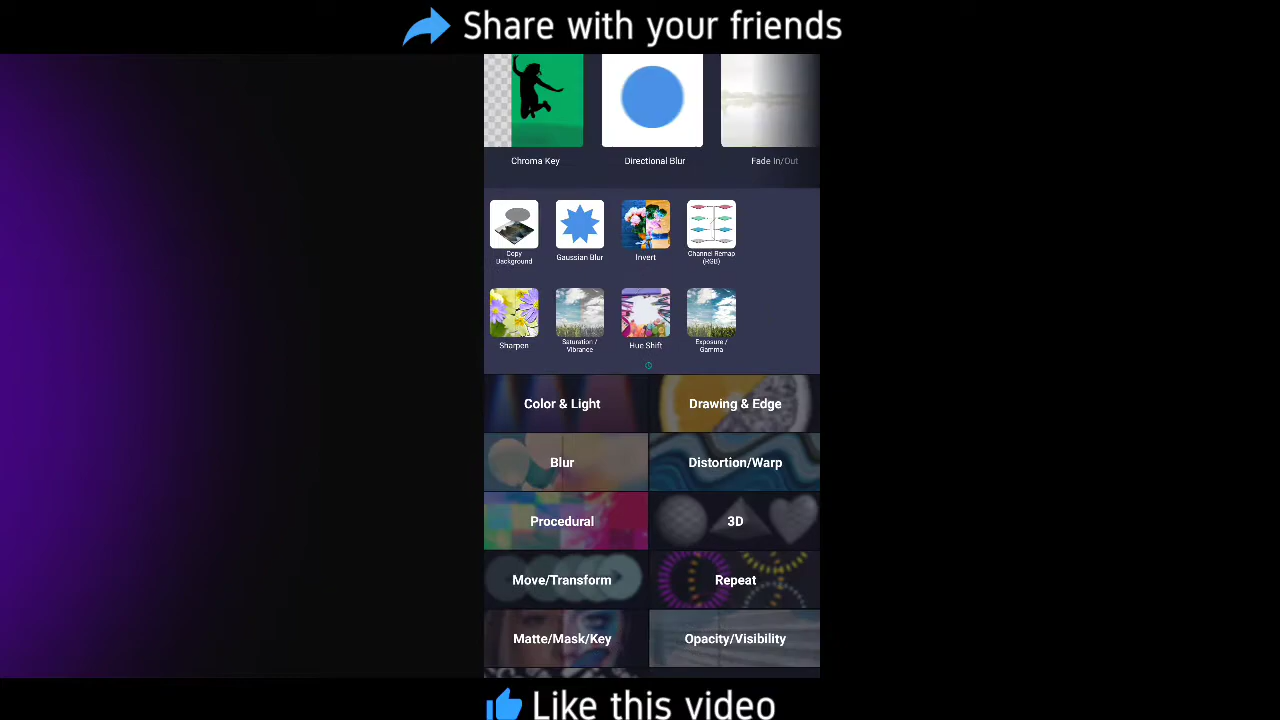 Share with your friends
Chroma Key
Directional Blur
Fade In/Out
Copy
Background
Gaussian Blur
Invert
Channel Remap
(RGB)
Sharpen
Saturation /
Vibrance
Hue Shift
Exposure /
Gamma
Color & Light
Drawing & Edge
Blur
Distortion/Warp
Procedural
3D
Move/Transform
Repeat
Matte/Mask/Key
Opacity/Visibility
Like this video